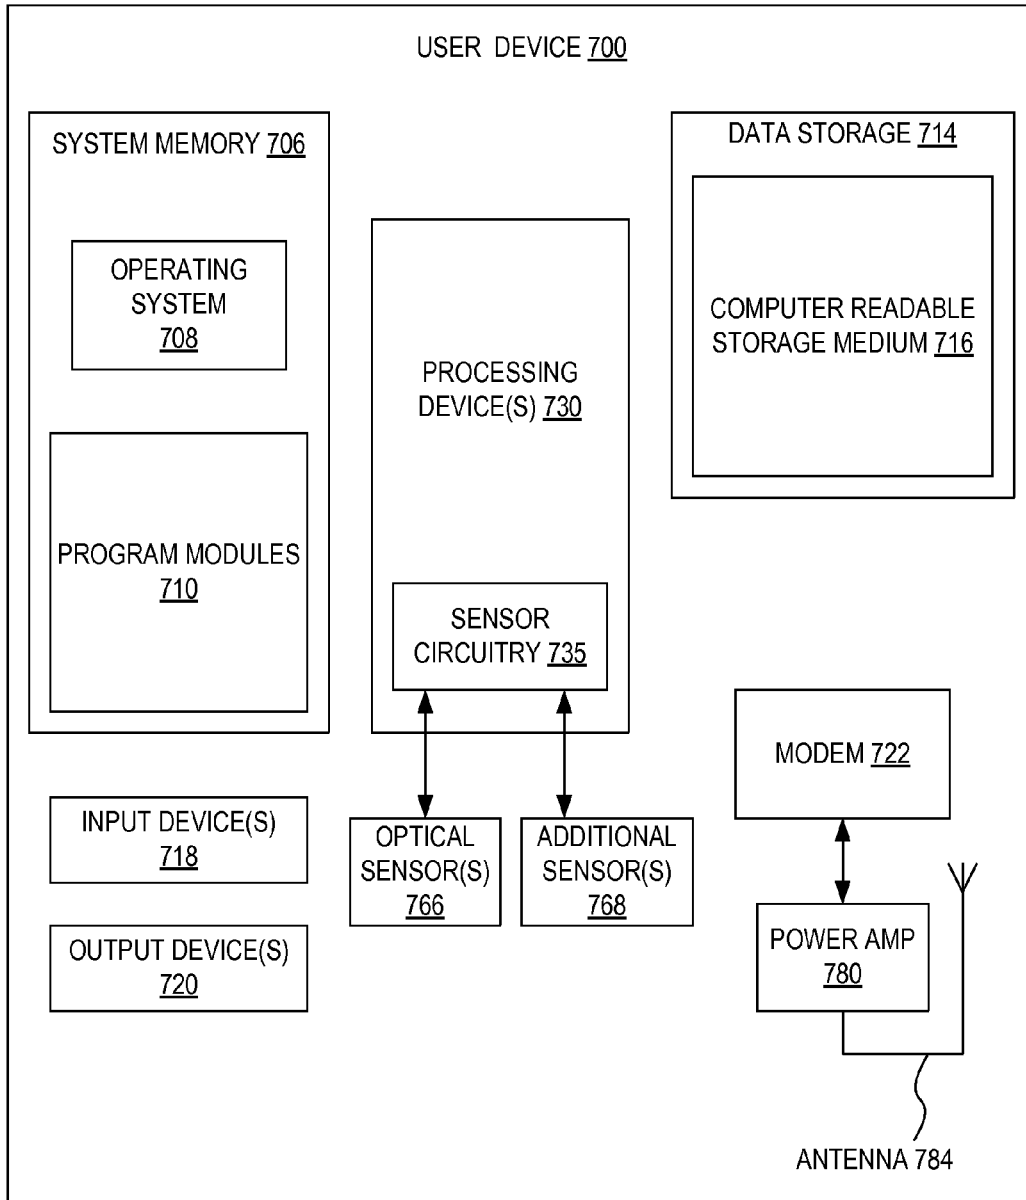 USER DEVICE 700
SYSTEM MEMORY 706
OPERATING
SYSTEM
708
PROGRAM MODULES
710
PROCESSING
DEVICE(S) 730
SENSOR
CIRCUITRY 735
DATA STORAGE 714
COMPUTER READABLE
STORAGE MEDIUM 716
INPUT DEVICE(S)
718
OUTPUT DEVICE(S)
720
OPTICAL
SENSOR(S)
766
ADDITIONAL
SENSOR(S)
768
MODEM 722
POWER AMP
780
ANTENNA 784